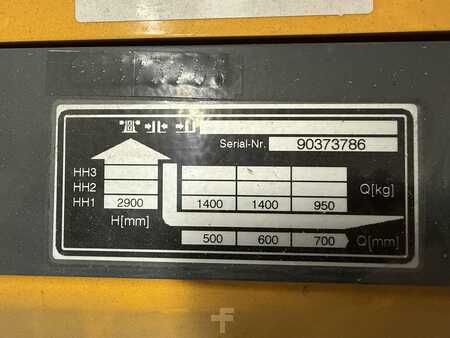 Serial-Nr. 90373786
HH3
HH2 Q[kg]
HH1 2900 1400 1400 950
H[mm]
500 600 700 Q[mm]